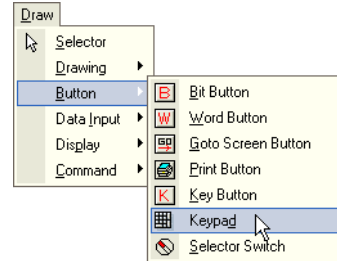 Draw
Selector
Drawing
Button
Data Input
Display
Command
B Bit Button
W Word Button
GO Goto Screen Button
Print Button
K Key Button
Keypad
Selector Switch